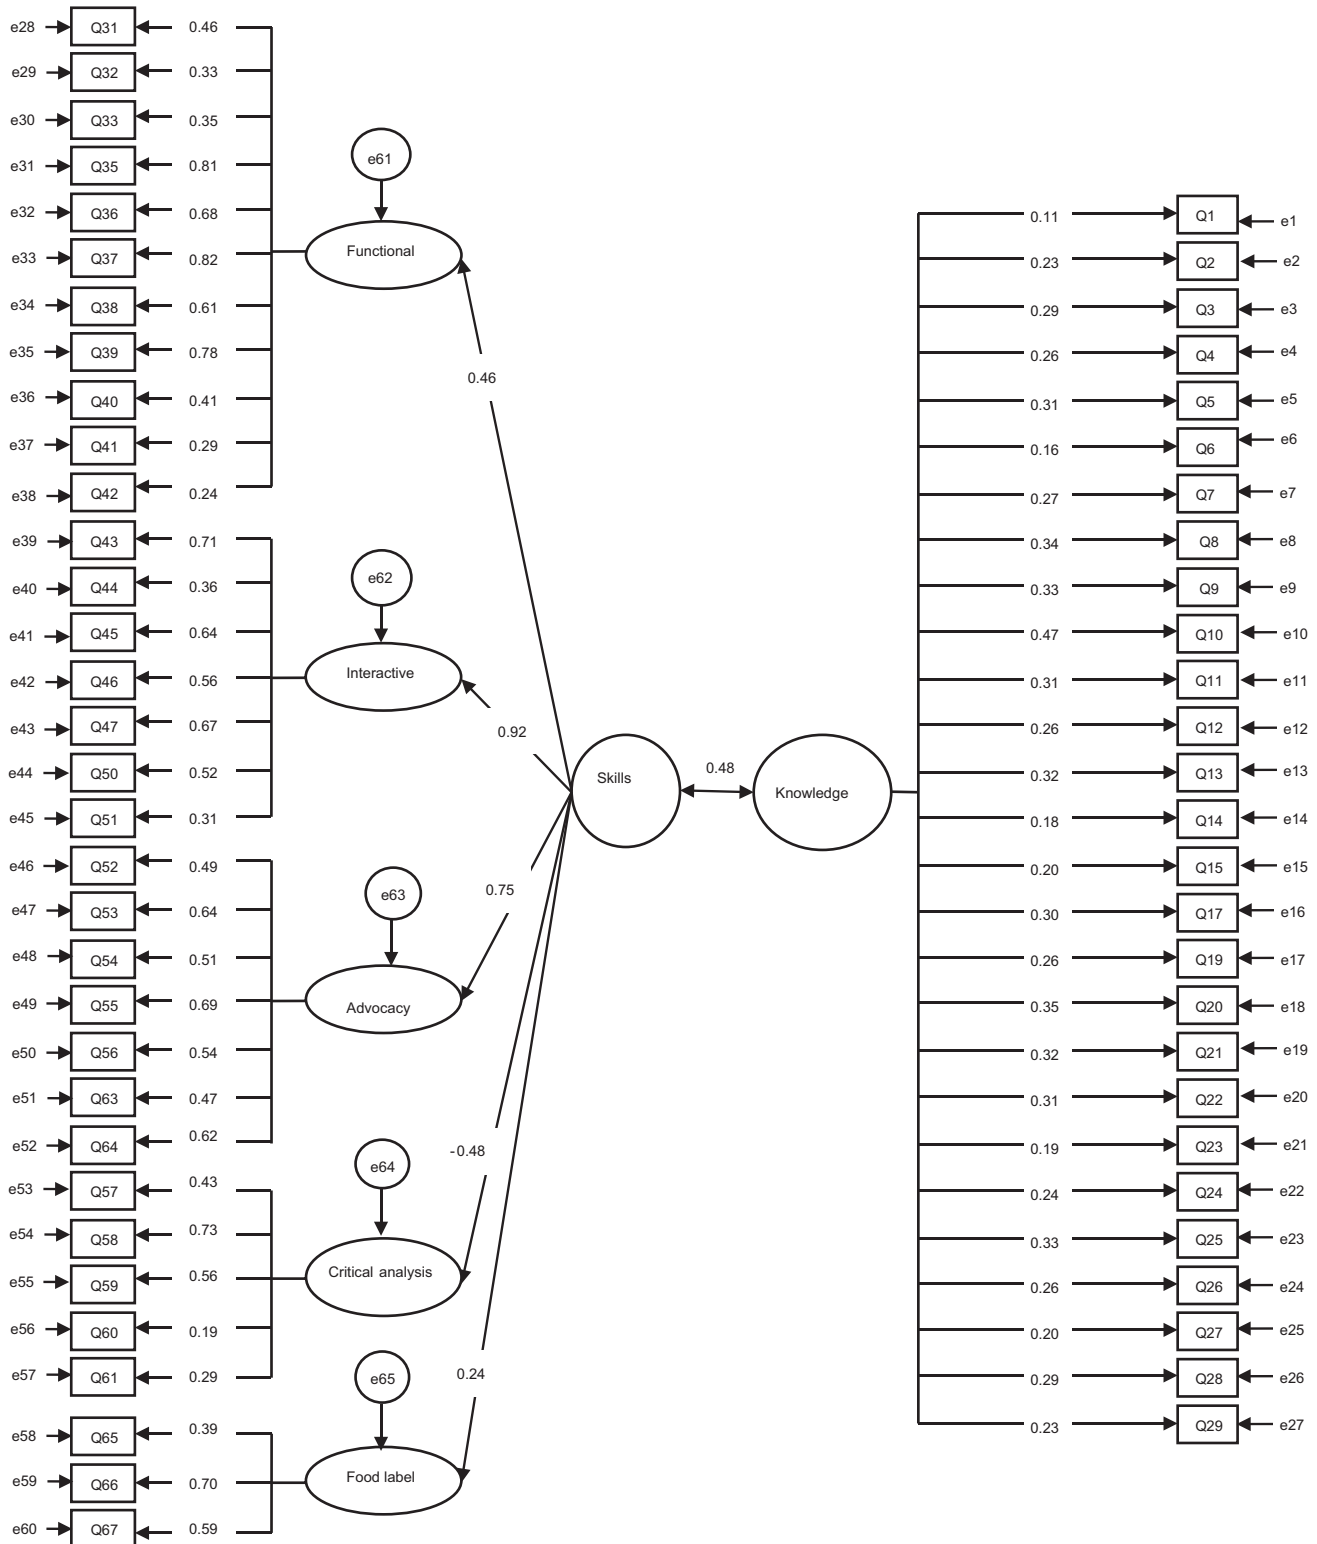 e28 Q31 0.46
e29 Q32 0.33
e30 Q33 0.35
e31 Q35 0.81
e32 Q36 0.68
e33 Q37 0.82
e34 Q38 0.61
e35 Q39 0.78
e36 Q40 0.41
e37 Q41 0.29
e38 Q42 0.24
e61
Functional
0.46
e39 Q43 0.71
e40 Q44 0.36
e41 Q45 0.64
e42 Q46 0.56
e43 Q47 0.67
e44 Q50 0.52
e45 Q51 0.31
e62
Interactive
0.92
e46 Q52 0.49
e47 Q53 0.64
e48 Q54 0.51
e49 Q55 0.69
e50 Q56 0.54
e51 Q63 0.47
e52 Q64 0.62
e63
Advocacy
0.75
e53 Q57 0.43
e54 Q58 0.73
e55 Q59 0.56
e56 Q60 0.19
e57 Q61 0.29
e64
Critical analysis
-0.48
e58 Q65 0.39
e59 Q66 0.70
e60 Q67 0.59
e65
Food label
0.24
Skills
0.48
Knowledge
0.11 Q1 e1
0.23 Q2 e2
0.29 Q3 e3
0.26 Q4 e4
0.31 Q5 e5
0.16 Q6 e6
0.27 Q7 e7
0.34 Q8 e8
0.33 Q9 e9
0.47 Q10 e10
0.31 Q11 e11
0.26 Q12 e12
0.32 Q13 e13
0.18 Q14 e14
0.20 Q15 e15
0.30 Q17 e16
0.26 Q19 e17
0.35 Q20 e18
0.32 Q21 e19
0.31 Q22 e20
0.19 Q23 e21
0.24 Q24 e22
0.33 Q25 e23
0.26 Q26 e24
0.20 Q27 e25
0.29 Q28 e26
0.23 Q29 e27